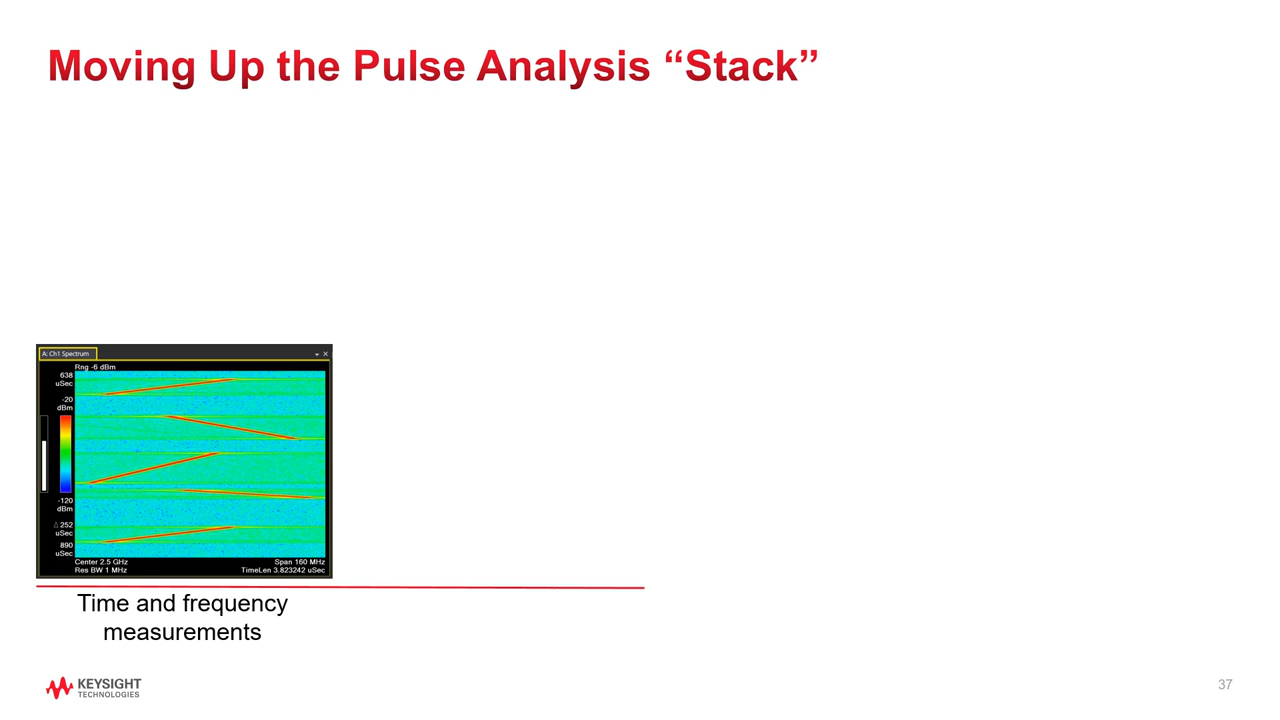 Moving Up the Pulse Analysis “Stack”
A: Ch1 Spectrum
Rng -6 dBm
638
uSec
-20
dBm
-120
dBm
△ 252
uSec
890
uSec
Center 2.5 GHz
Span 160 MHz
Res BW 1 MHz
TimeLen 3.823242 uSec
Time and frequency
measurements
KEYSIGHT
TECHNOLOGIES
37